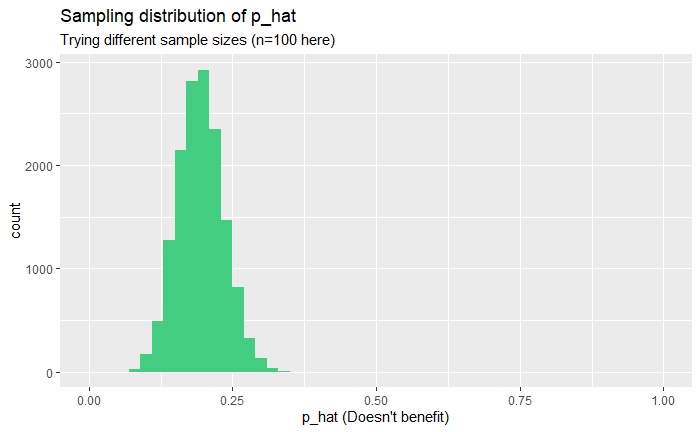 Sampling distribution of p_hat
Trying different sample sizes (n=100 here)
3000
2000
1000
0
count
0.00 0.25 0.50 0.75 1.00
p_hat (Doesn't benefit)